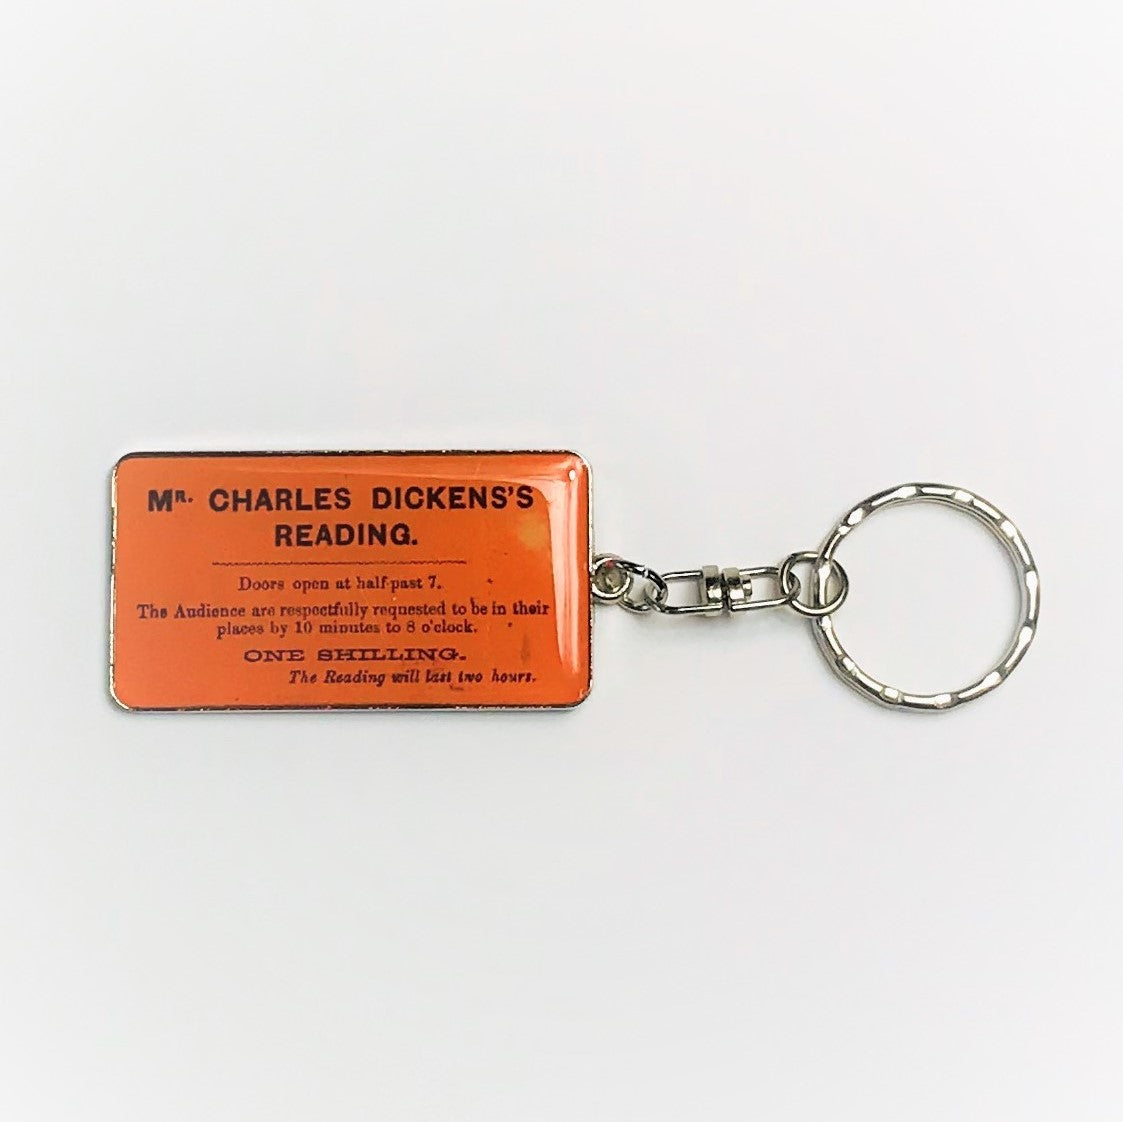 Mr. CHARLES DICKENS'S
READING.
Doors open at half-past 7.
The Audience are respectfully requested to be in their
places by 10 minutes to 8 o'clock.
ONE SHILLING.
The Reading will last two hours.